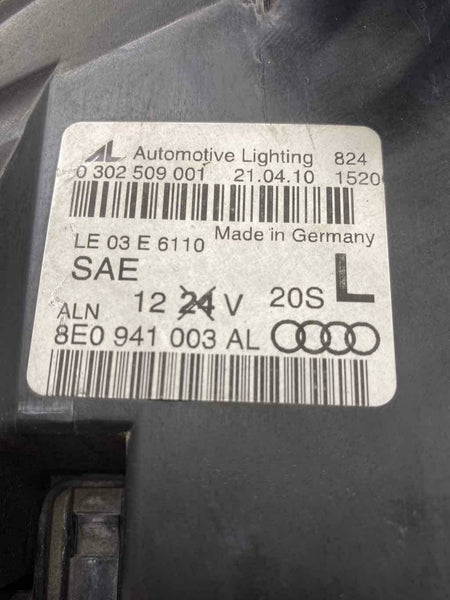 AL Automotive Lighting 824
0 302 509 001 21.04.10 1520
LE 03 E 6110 Made in Germany
SAE
ALN 12 24 V 20S L
8E0 941 003 AL